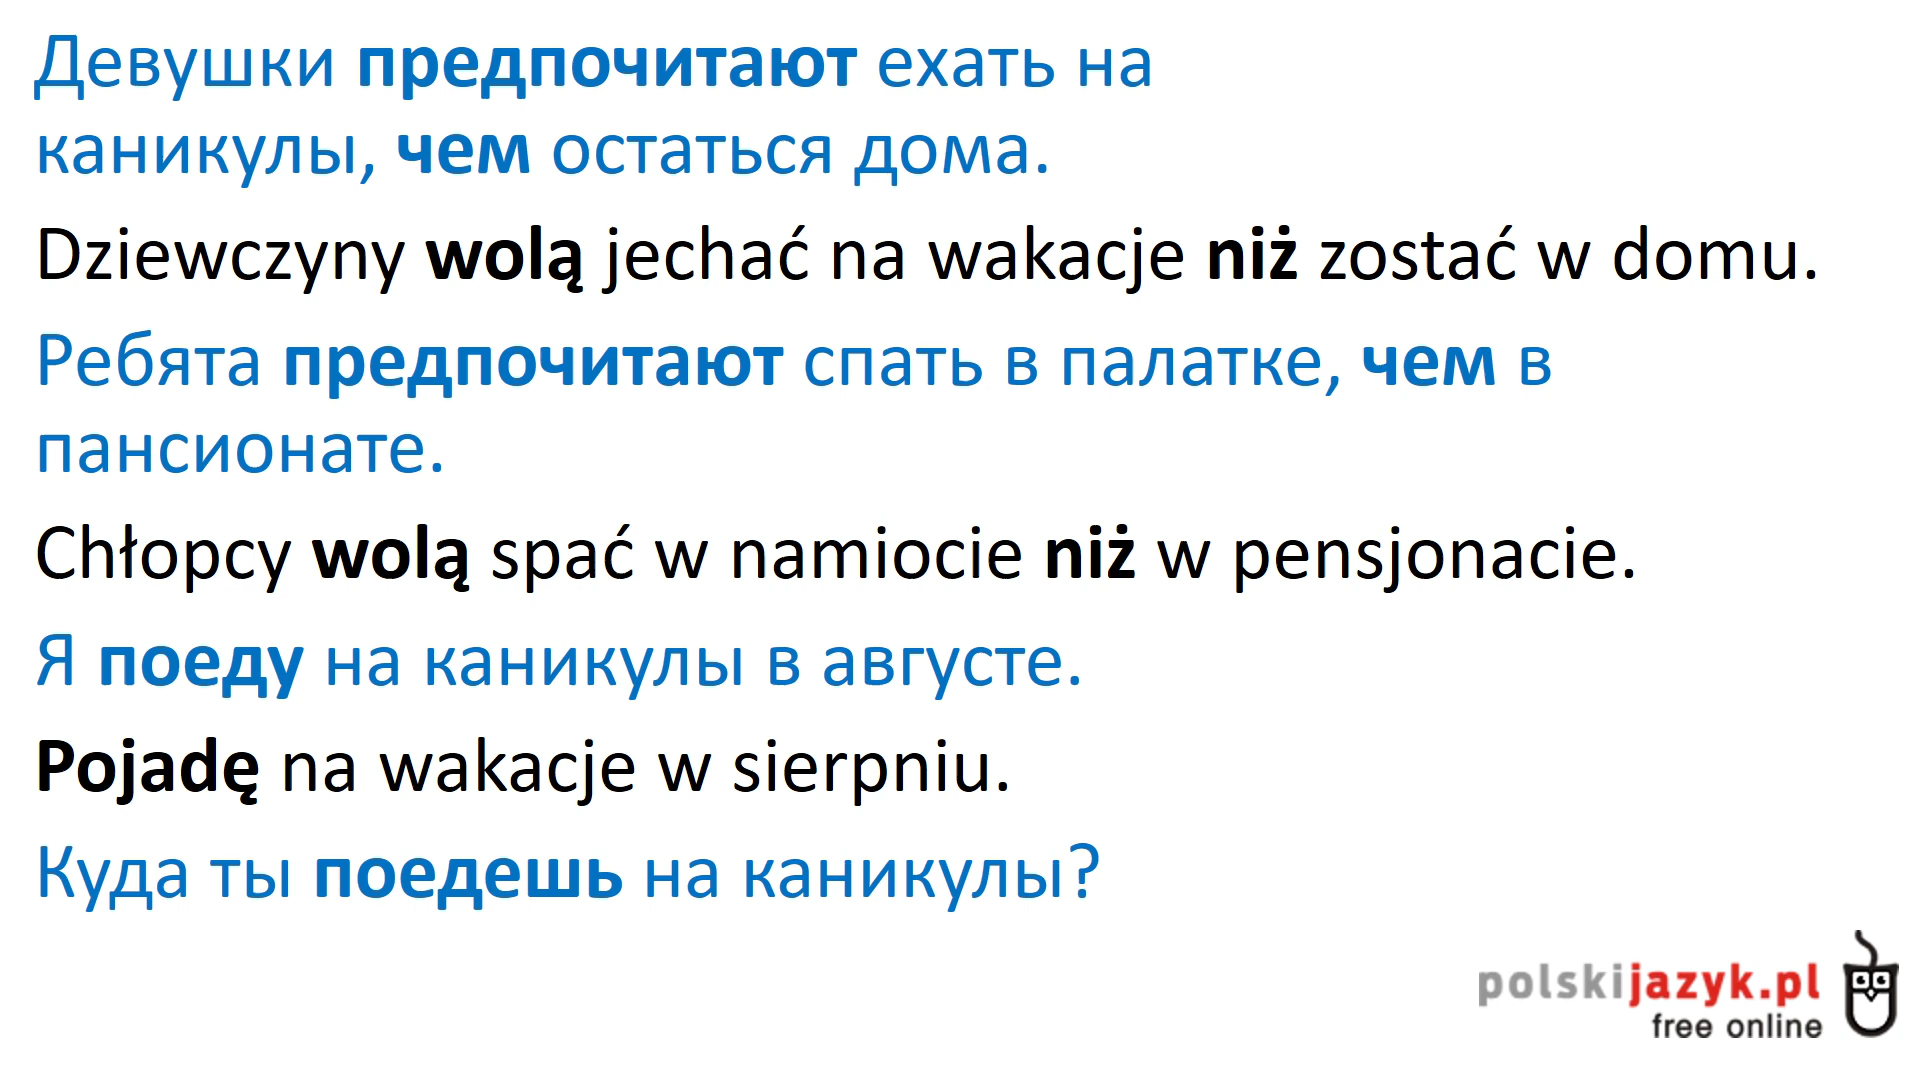 Девушки предпочитают ехать на
каникулы, чем остаться дома.
Dziewczyny wolą jechać na wakacje niż zostać w domu.
Ребята предпочитают спать в палатке, чем в
пансионате.
Chłopcy wolą spać w namiocie niż w pensjonacie.
Я поеду на каникулы в августе.
Pojadę na wakacje w sierpniu.
Куда ты поедешь на каникулы?
polskijazyk.pl
free online